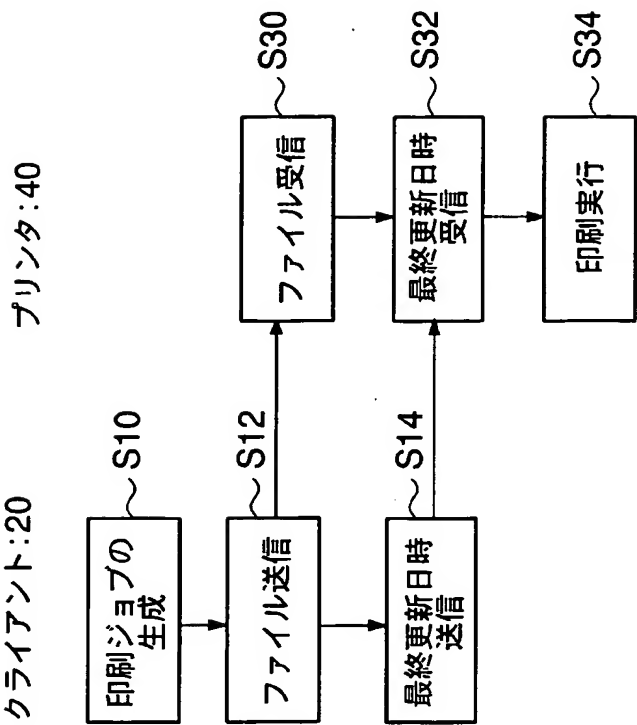 クライアント:20
プリンタ:40
印刷ジョブの
生成
S10
ファイル送信
S12
ファイル受信
S30
最終更新日時
送信
S14
最終更新日時
受信
S32
印刷実行
S34